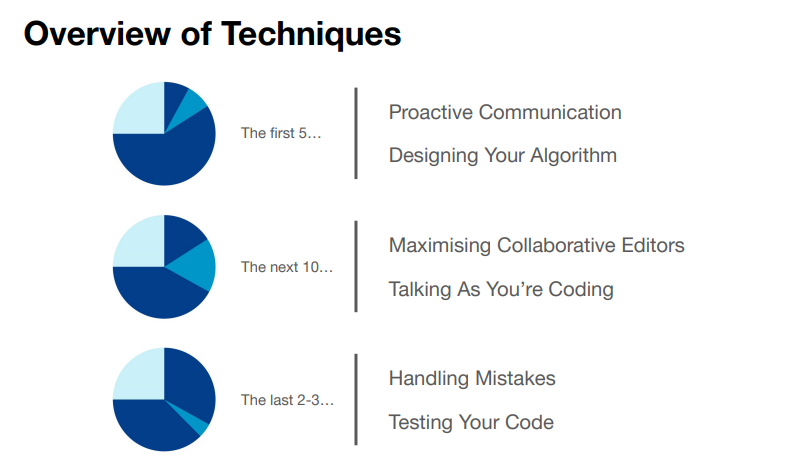 Overview of Techniques
The first 5…
Proactive Communication
Designing Your Algorithm
The next 10…
Maximising Collaborative Editors
Talking As You’re Coding
The last 2-3…
Handling Mistakes
Testing Your Code